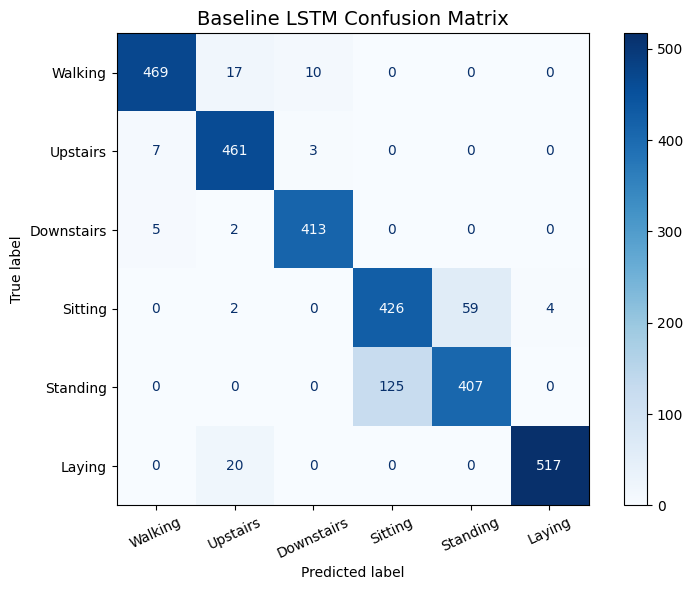 Baseline LSTM Confusion Matrix
True label
Walking 469 17 10 0 0 0
Upstairs 7 461 3 0 0 0
Downstairs 5 2 413 0 0 0
Sitting 0 2 0 426 59 4
Standing 0 0 0 125 407 0
Laying 0 20 0 0 0 517
Walking Upstairs Downstairs Sitting Standing Laying
Predicted label
500
400
300
200
100
0